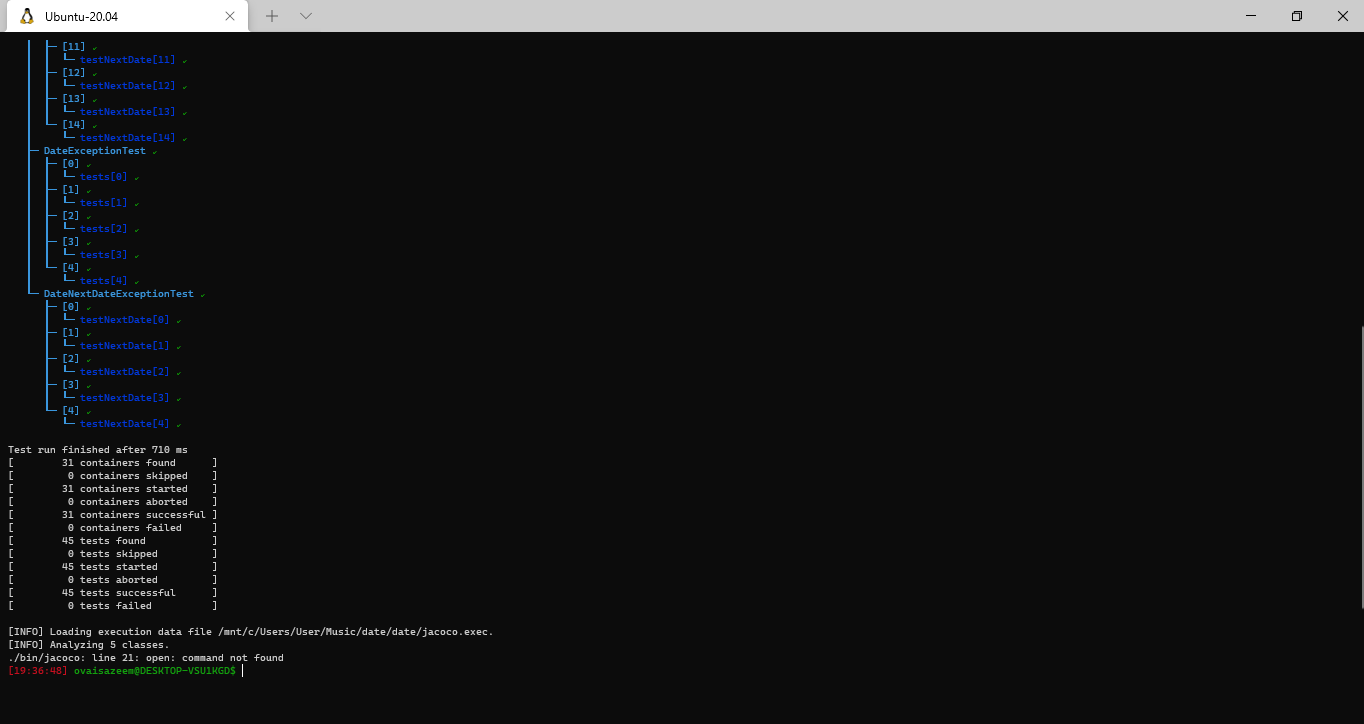 Ubuntu-20.04
[11] ✓
testNextDate[11] ✓
[12] ✓
testNextDate[12] ✓
[13] ✓
testNextDate[13] ✓
[14] ✓
testNextDate[14] ✓
DateExceptionTest ✓
[0] ✓
tests[0] ✓
[1] ✓
tests[1] ✓
[2] ✓
tests[2] ✓
[3] ✓
tests[3] ✓
[4] ✓
tests[4] ✓
DateNextDateExceptionTest ✓
[0] ✓
testNextDate[0] ✓
[1] ✓
testNextDate[1] ✓
[2] ✓
testNextDate[2] ✓
[3] ✓
testNextDate[3] ✓
[4] ✓
testNextDate[4] ✓
Test run finished after 710 ms
[        31 containers found      ]
[         0 containers skipped    ]
[        31 containers started    ]
[         0 containers aborted    ]
[        31 containers successful ]
[         0 containers failed     ]
[        45 tests found           ]
[         0 tests skipped         ]
[        45 tests started         ]
[         0 tests aborted         ]
[        45 tests successful      ]
[         0 tests failed          ]
[INFO] Loading execution data file /mnt/c/Users/User/Music/date/date/jacoco.exec.
[INFO] Analyzing 5 classes.
./bin/jacoco: line 21: open: command not found
[19:36:48] ovaisazeem@DESKTOP-VSU1KGD$